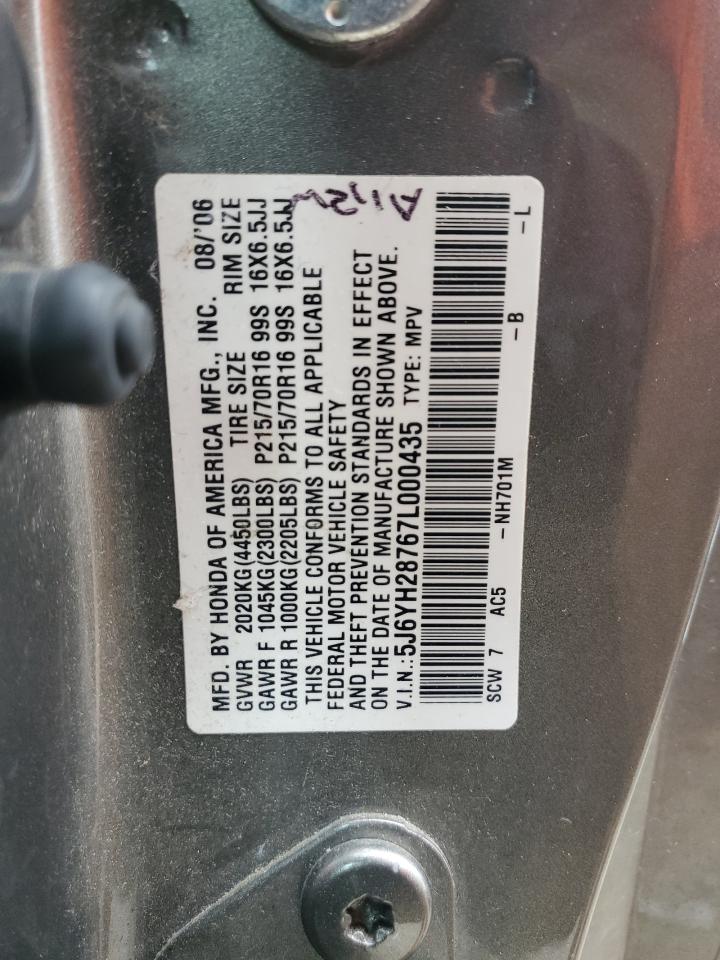 MFD. BY HONDA OF AMERICA MFG., INC. 08/'06
GVWR 2020KG(4450LBS) TIRE SIZE RIM SIZE
GAWR F 1045KG(2300LBS) P215/70R16 99S 16X6.5JJ
GAWR R 1000KG(2205LBS) P215/70R16 99S 16X6.5JJ
THIS VEHICLE CONFORMS TO ALL APPLICABLE
FEDERAL MOTOR VEHICLE SAFETY
AND THEFT PREVENTION STANDARDS IN EFFECT
ON THE DATE OF MANUFACTURE SHOWN ABOVE.
V.I.N.:5J6YH28767L000435 TYPE: MPV
SCW 7 AC5 -NH701M -B -L